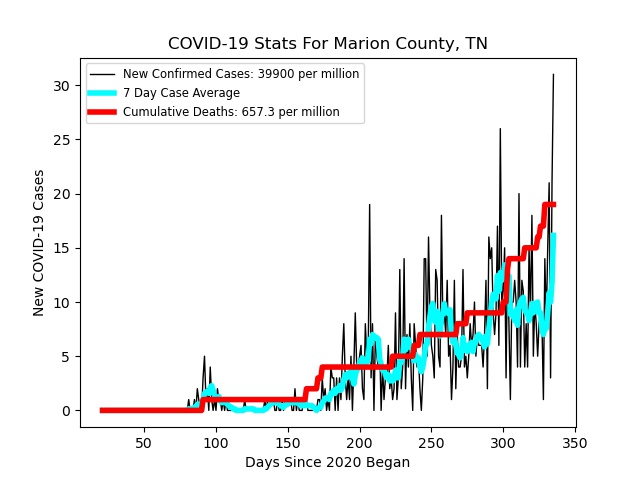 COVID-19 Stats For Marion County, TN
New Confirmed Cases: 39900 per million
7 Day Case Average
Cumulative Deaths: 657.3 per million
New COVID-19 Cases
30
25
20
15
10
5
0
50
100
150
200
250
300
350
Days Since 2020 Began